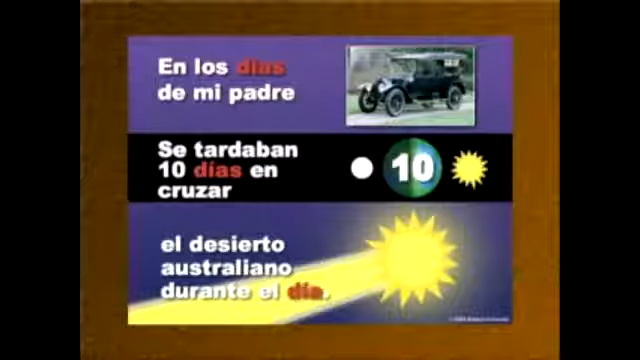 En los días
de mi padre
Se tardaban
10 días en
cruzar
10
el desierto
australiano
durante el día.